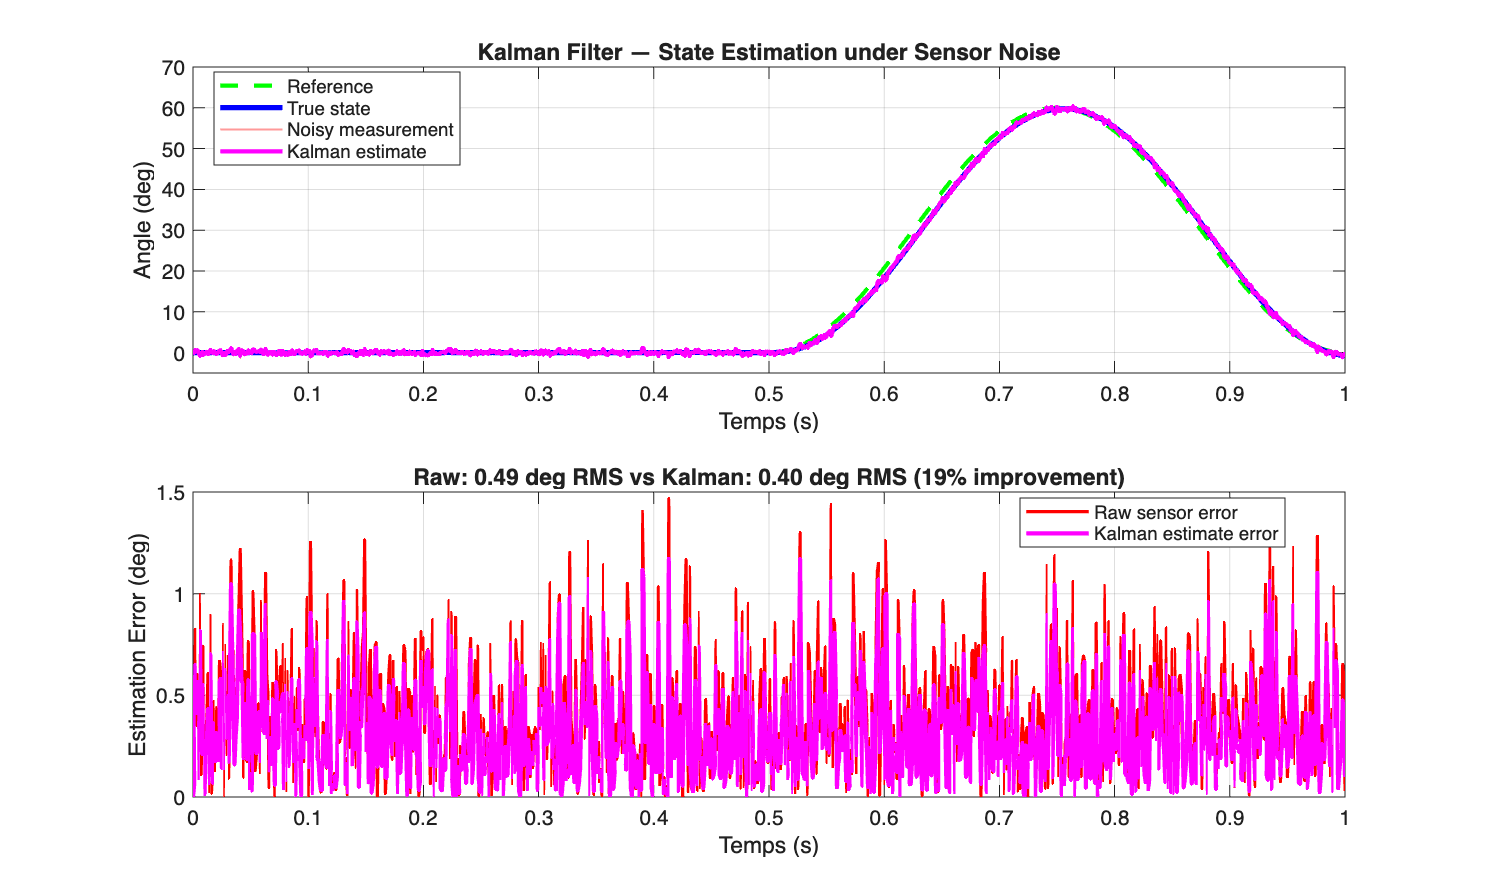 Kalman Filter — State Estimation under Sensor Noise
Angle (deg)
70
60
50
40
30
20
10
0
Reference
True state
Noisy measurement
Kalman estimate
0 0.1 0.2 0.3 0.4 0.5 0.6 0.7 0.8 0.9 1
Temps (s)
Raw: 0.49 deg RMS vs Kalman: 0.40 deg RMS (19% improvement)
Estimation Error (deg)
1.5
1
0.5
0
Raw sensor error
Kalman estimate error
0 0.1 0.2 0.3 0.4 0.5 0.6 0.7 0.8 0.9 1
Temps (s)